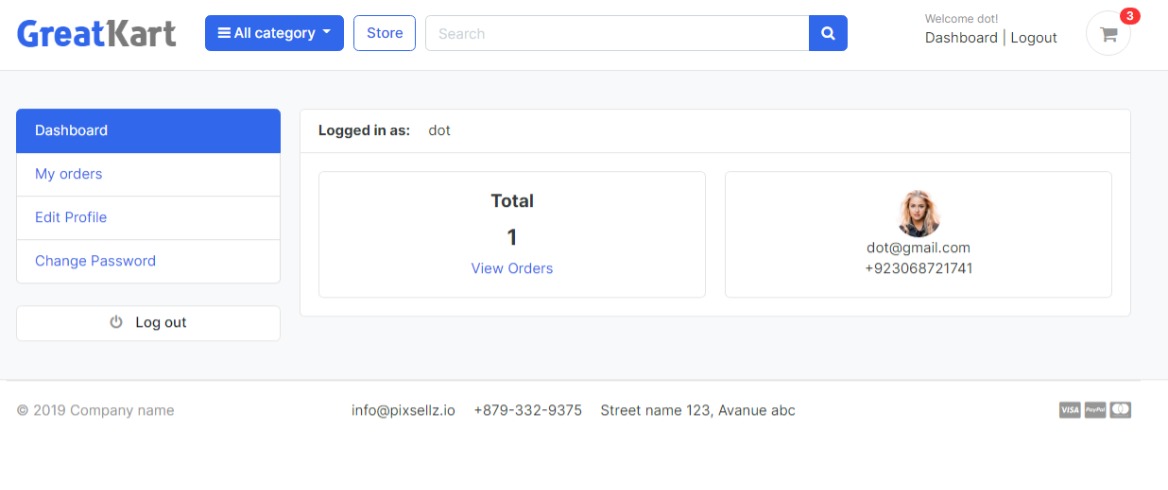 GreatKart
All category
Store
Search
Welcome dot!
Dashboard | Logout
3
Dashboard
My orders
Edit Profile
Change Password
Log out
Logged in as: dot
Total
1
View Orders
dot@gmail.com
+923068721741
© 2019 Company name
info@pixsellz.io +879-332-9375 Street name 123, Avanue abc
VISA PayPal